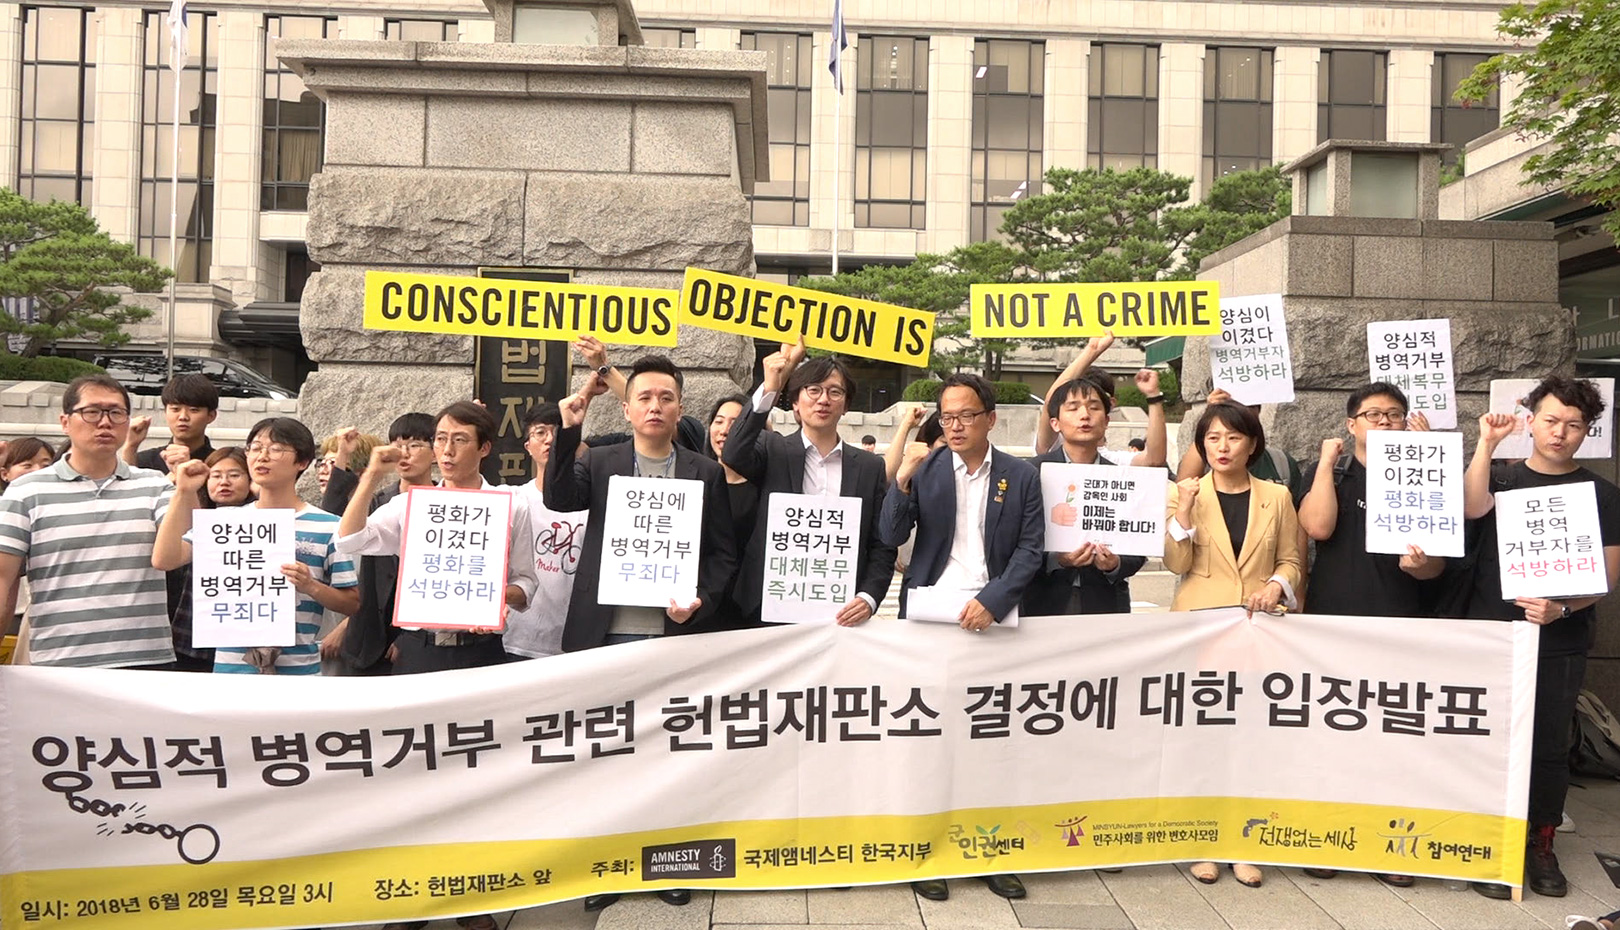 CONSCIENTIOUS
OBJECTION IS
NOT A CRIME
법
재
판
양심이
이겼다
병역거부자
석방하라
양심적
병역거부
대체복무
도입
양심에
따른
병역거부
무죄다
평화가
이겼다
평화를
석방하라
양심에
따른
병역거부
무죄다
양심적
병역거부
대체복무
즉시도입
군대가 아니면
감옥인 사회
이제는
바꿔야 합니다!
평화가
이겼다
평화를
석방하라
모든
병역
거부자를
석방하라
양심적 병역거부 관련 헌법재판소 결정에 대한 입장발표
일시: 2018년 6월 28일 목요일 3시
장소: 헌법재판소 앞
주최:
AMNESTY
INTERNATIONAL
국제앰네스티 한국지부
군인권센터
MINBYUN-Lawyers for a Democratic Society
민주사회를 위한 변호사모임
전쟁없는세상
참여연대